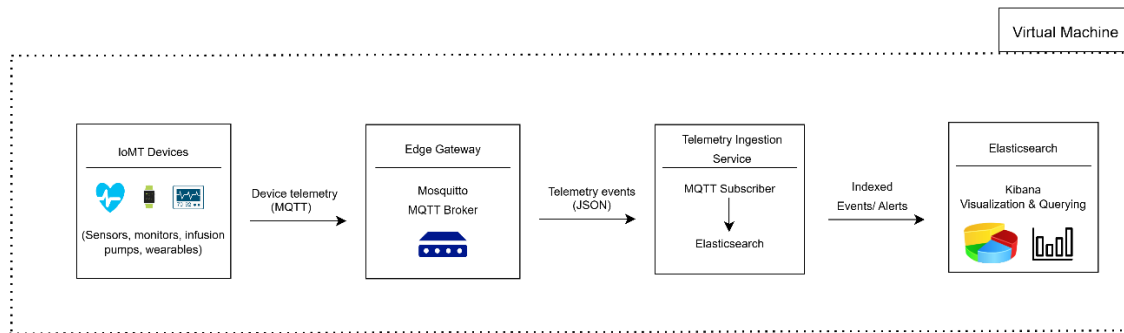 Virtual Machine
IoMT Devices
(Sensors, monitors, infusion
pumps, wearables)
Device telemetry
(MQTT)
Edge Gateway
Mosquitto
MQTT Broker
Telemetry events
(JSON)
Telemetry Ingestion
Service
MQTT Subscriber
Elasticsearch
Indexed
Events/ Alerts
Elasticsearch
Kibana
Visualization & Querying